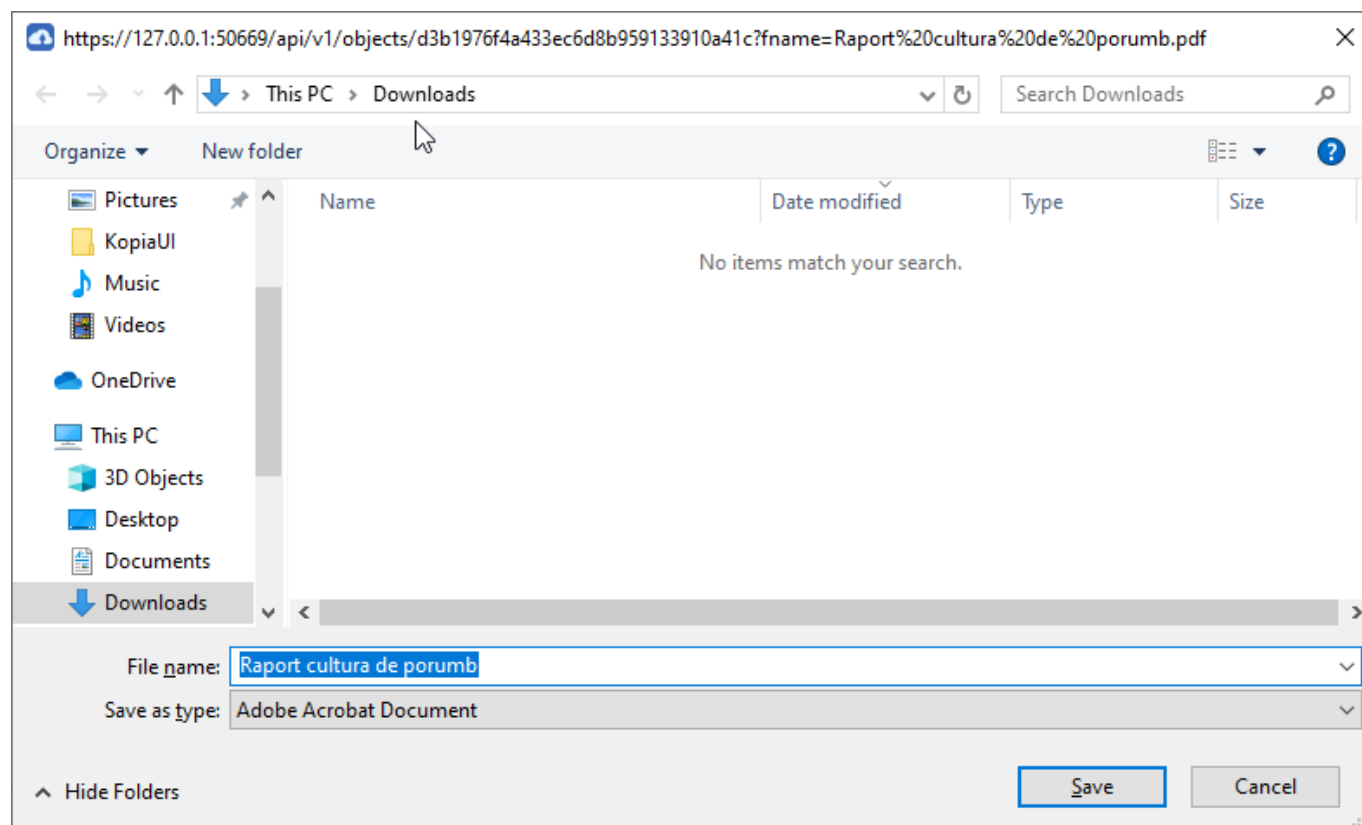 https://127.0.0.1:50669/api/v1/objects/d3b1976f4a433ec6d8b959133910a41c?fname=Raport%20cultura%20de%20porumb.pdf
This PC > Downloads
Search Downloads
Organize
New folder
Name
Date modified
Type
Size
No items match your search.
Pictures
KopiaUI
Music
Videos
OneDrive
This PC
3D Objects
Desktop
Documents
Downloads
File name: Raport cultura de porumb
Save as type: Adobe Acrobat Document
Hide Folders
Save
Cancel